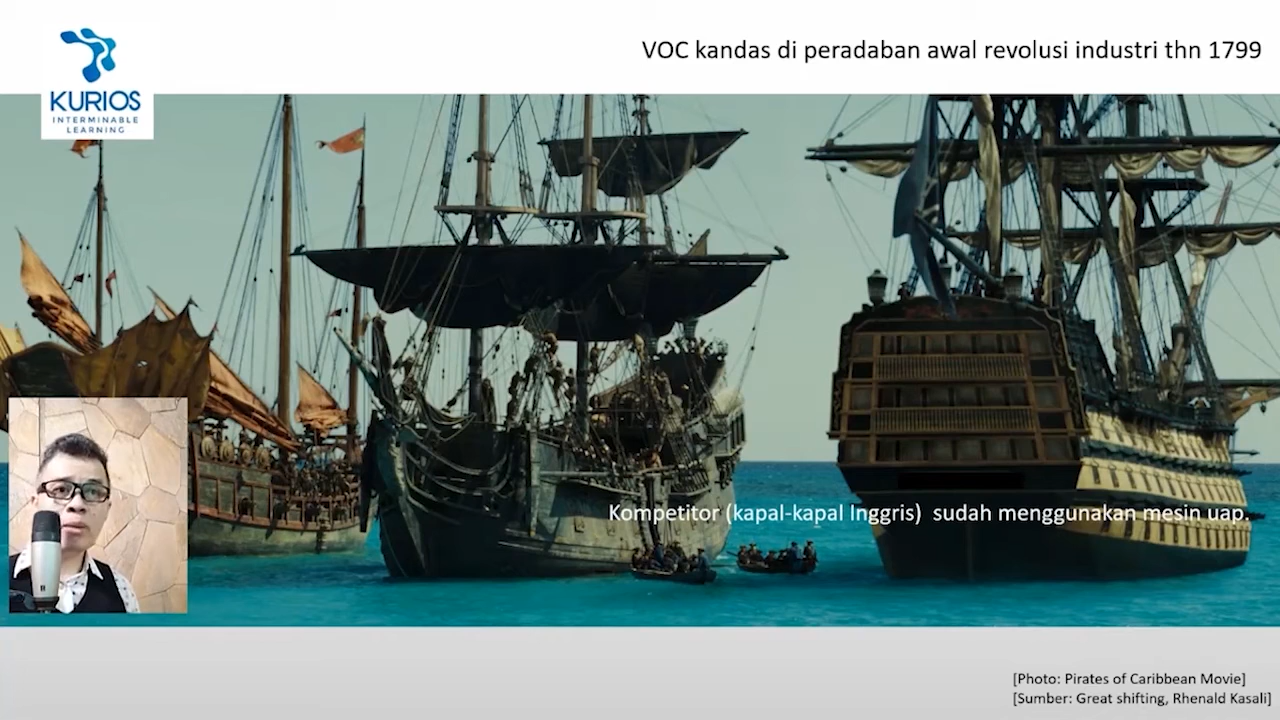 VOC kandas di peradaban awal revolusi industri thn 1799
KURIOS
INTERMINABLE
LEARNING
Kompetitor (kapal-kapal Inggris)  sudah menggunakan mesin uap.
[Photo: Pirates of Caribbean Movie]
[Sumber: Great shifting, Rhenald Kasali]